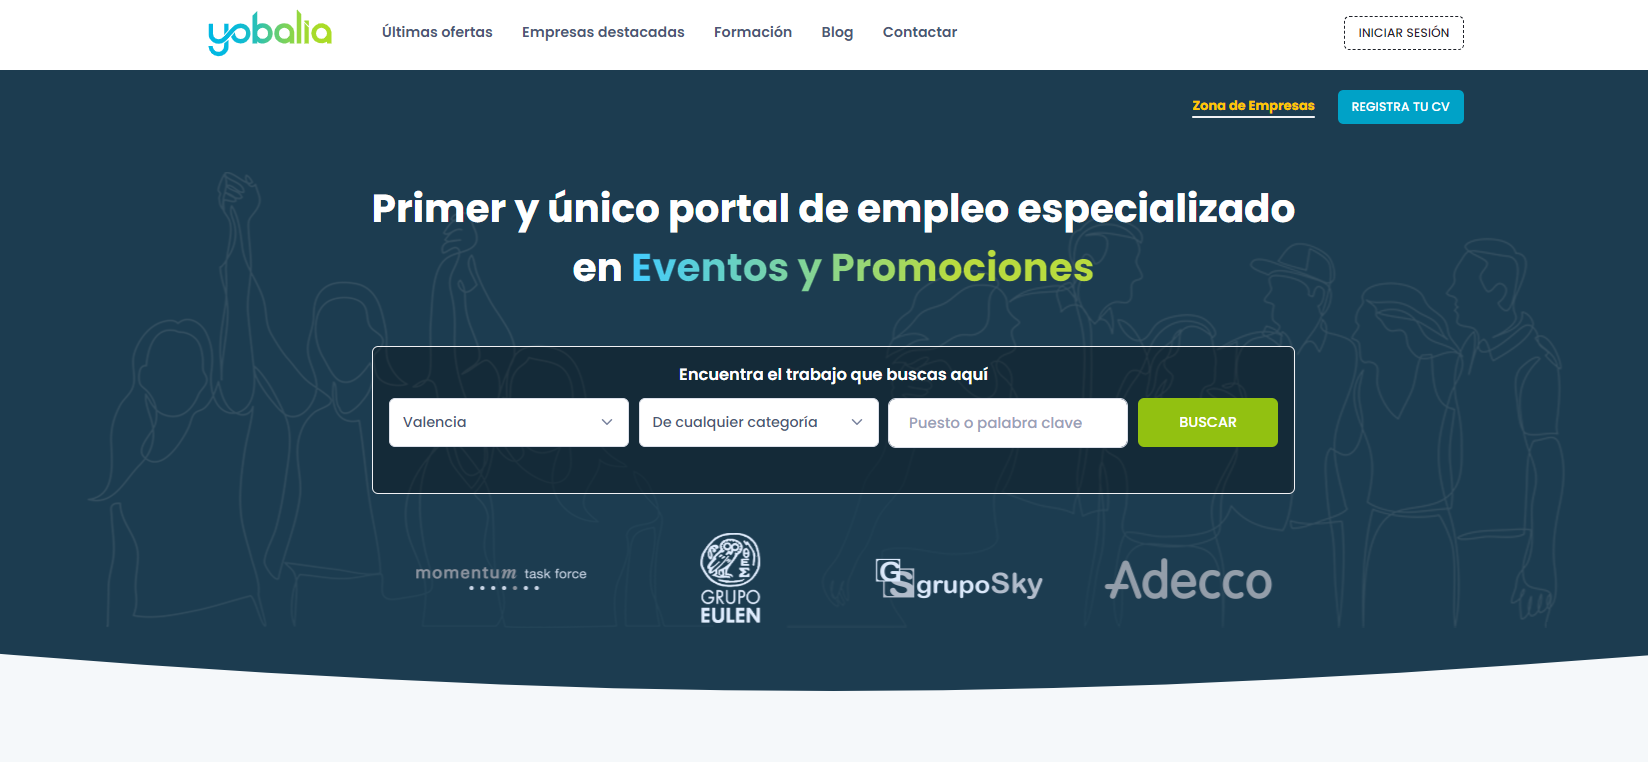 yobalia
Últimas ofertas Empresas destacadas Formación Blog Contactar
INICIAR SESIÓN
Zona de Empresas
REGISTRA TU CV
Primer y único portal de empleo especializado
en Eventos y Promociones
Encuentra el trabajo que buscas aquí
Valencia De cualquier categoría Puesto o palabra clave BUSCAR
momentum task force
GRUPO
EULEN
GS grupoSky
Adecco